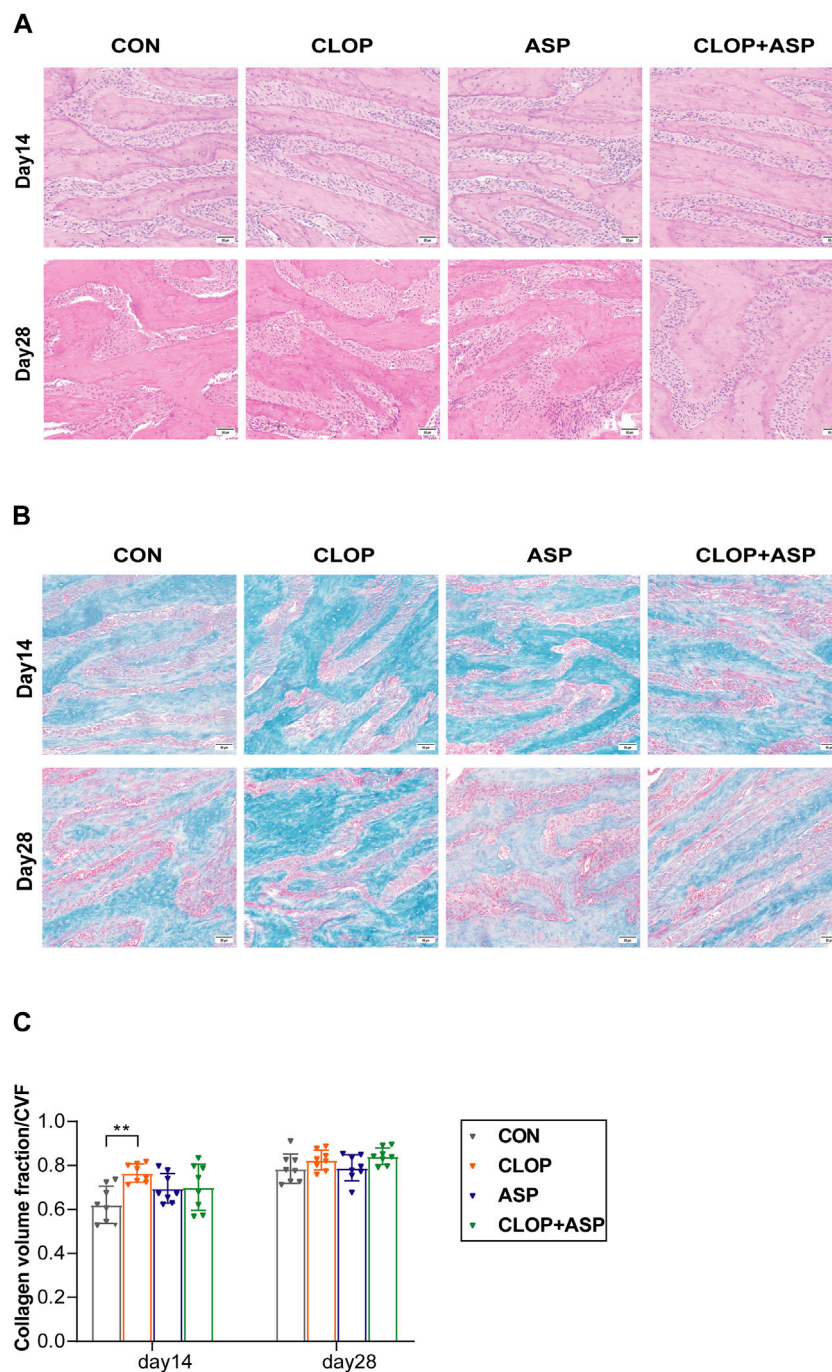 A
CON CLOP ASP CLOP+ASP
Day14
Day28
B
CON CLOP ASP CLOP+ASP
Day14
Day28
C
Collagen volume fraction/CVF
1.0
0.8
0.6
0.4
0.2
0.0
**
day14 day28
CON
CLOP
ASP
CLOP+ASP